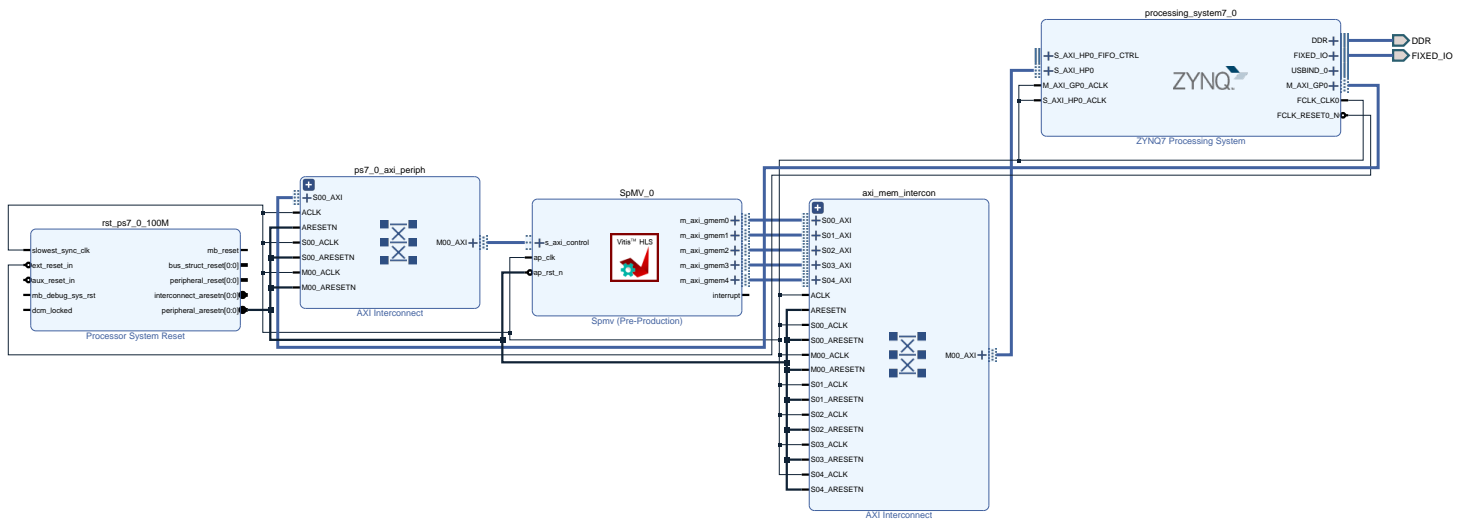 processing_system7_0
S_AXI_HP0_FIFO_CTRL
S_AXI_HP0
M_AXI_GP0_ACLK
S_AXI_HP0_ACLK
ZYNQ
DDR
FIXED_IO
USBIND_0
M_AXI_GP0
FCLK_CLK0
FCLK_RESET0_N
ZYNQ7 Processing System
DDR
FIXED_IO
rst_ps7_0_100M
slowest_sync_clk
ext_reset_in
aux_reset_in
mb_debug_sys_rst
dcm_locked
mb_reset
bus_struct_reset[0:0]
peripheral_reset[0:0]
interconnect_aresetn[0:0]
peripheral_aresetn[0:0]
Processor System Reset
ps7_0_axi_periph
S00_AXI
ACLK
ARESETN
S00_ACLK
S00_ARESETN
M00_ACLK
M00_ARESETN
M00_AXI
AXI Interconnect
SpMV_0
s_axi_control
ap_clk
ap_rst_n
Vitis™ HLS
m_axi_gmem0
m_axi_gmem1
m_axi_gmem2
m_axi_gmem3
m_axi_gmem4
interrupt
Spmv (Pre-Production)
axi_mem_intercon
S00_AXI
S01_AXI
S02_AXI
S03_AXI
S04_AXI
ACLK
ARESETN
S00_ACLK
S00_ARESETN
M00_ACLK
M00_ARESETN
S01_ACLK
S01_ARESETN
S02_ACLK
S02_ARESETN
S03_ACLK
S03_ARESETN
S04_ACLK
S04_ARESETN
M00_AXI
AXI Interconnect